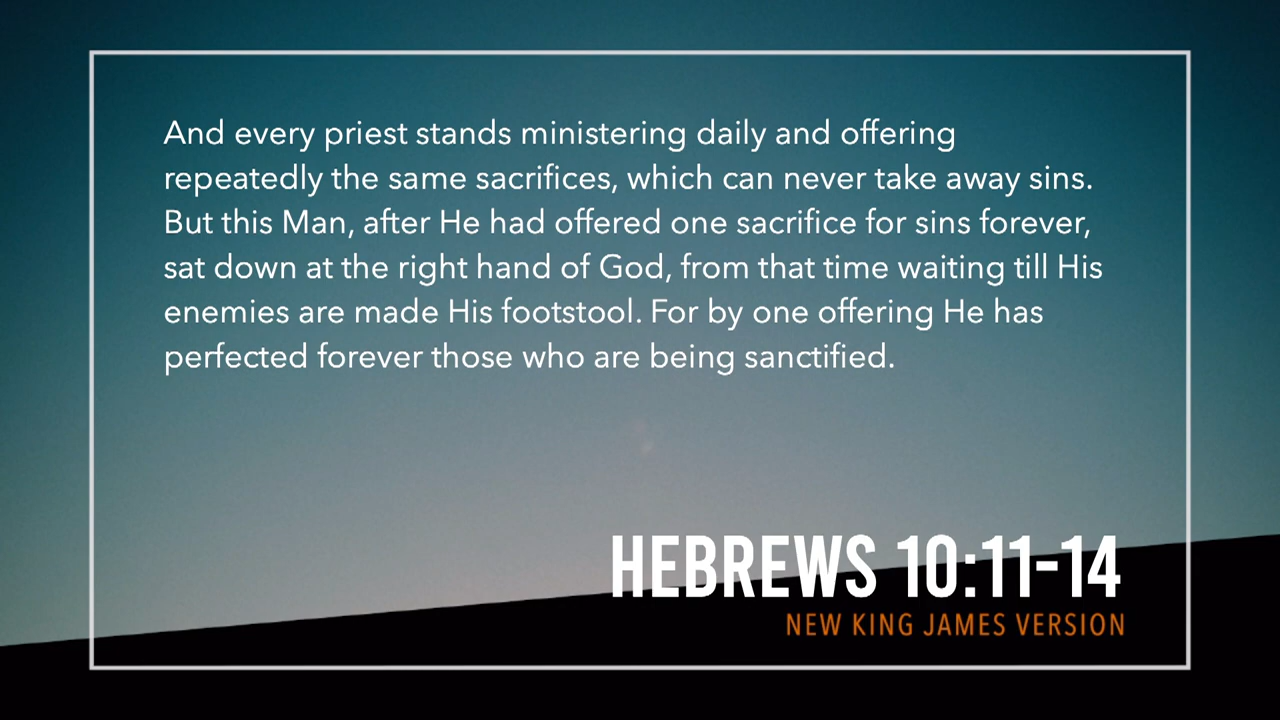 And every priest stands ministering daily and offering
repeatedly the same sacrifices, which can never take away sins.
But this Man, after He had offered one sacrifice for sins forever,
sat down at the right hand of God, from that time waiting till His
enemies are made His footstool. For by one offering He has
perfected forever those who are being sanctified.
HEBREWS 10:11-14
NEW KING JAMES VERSION